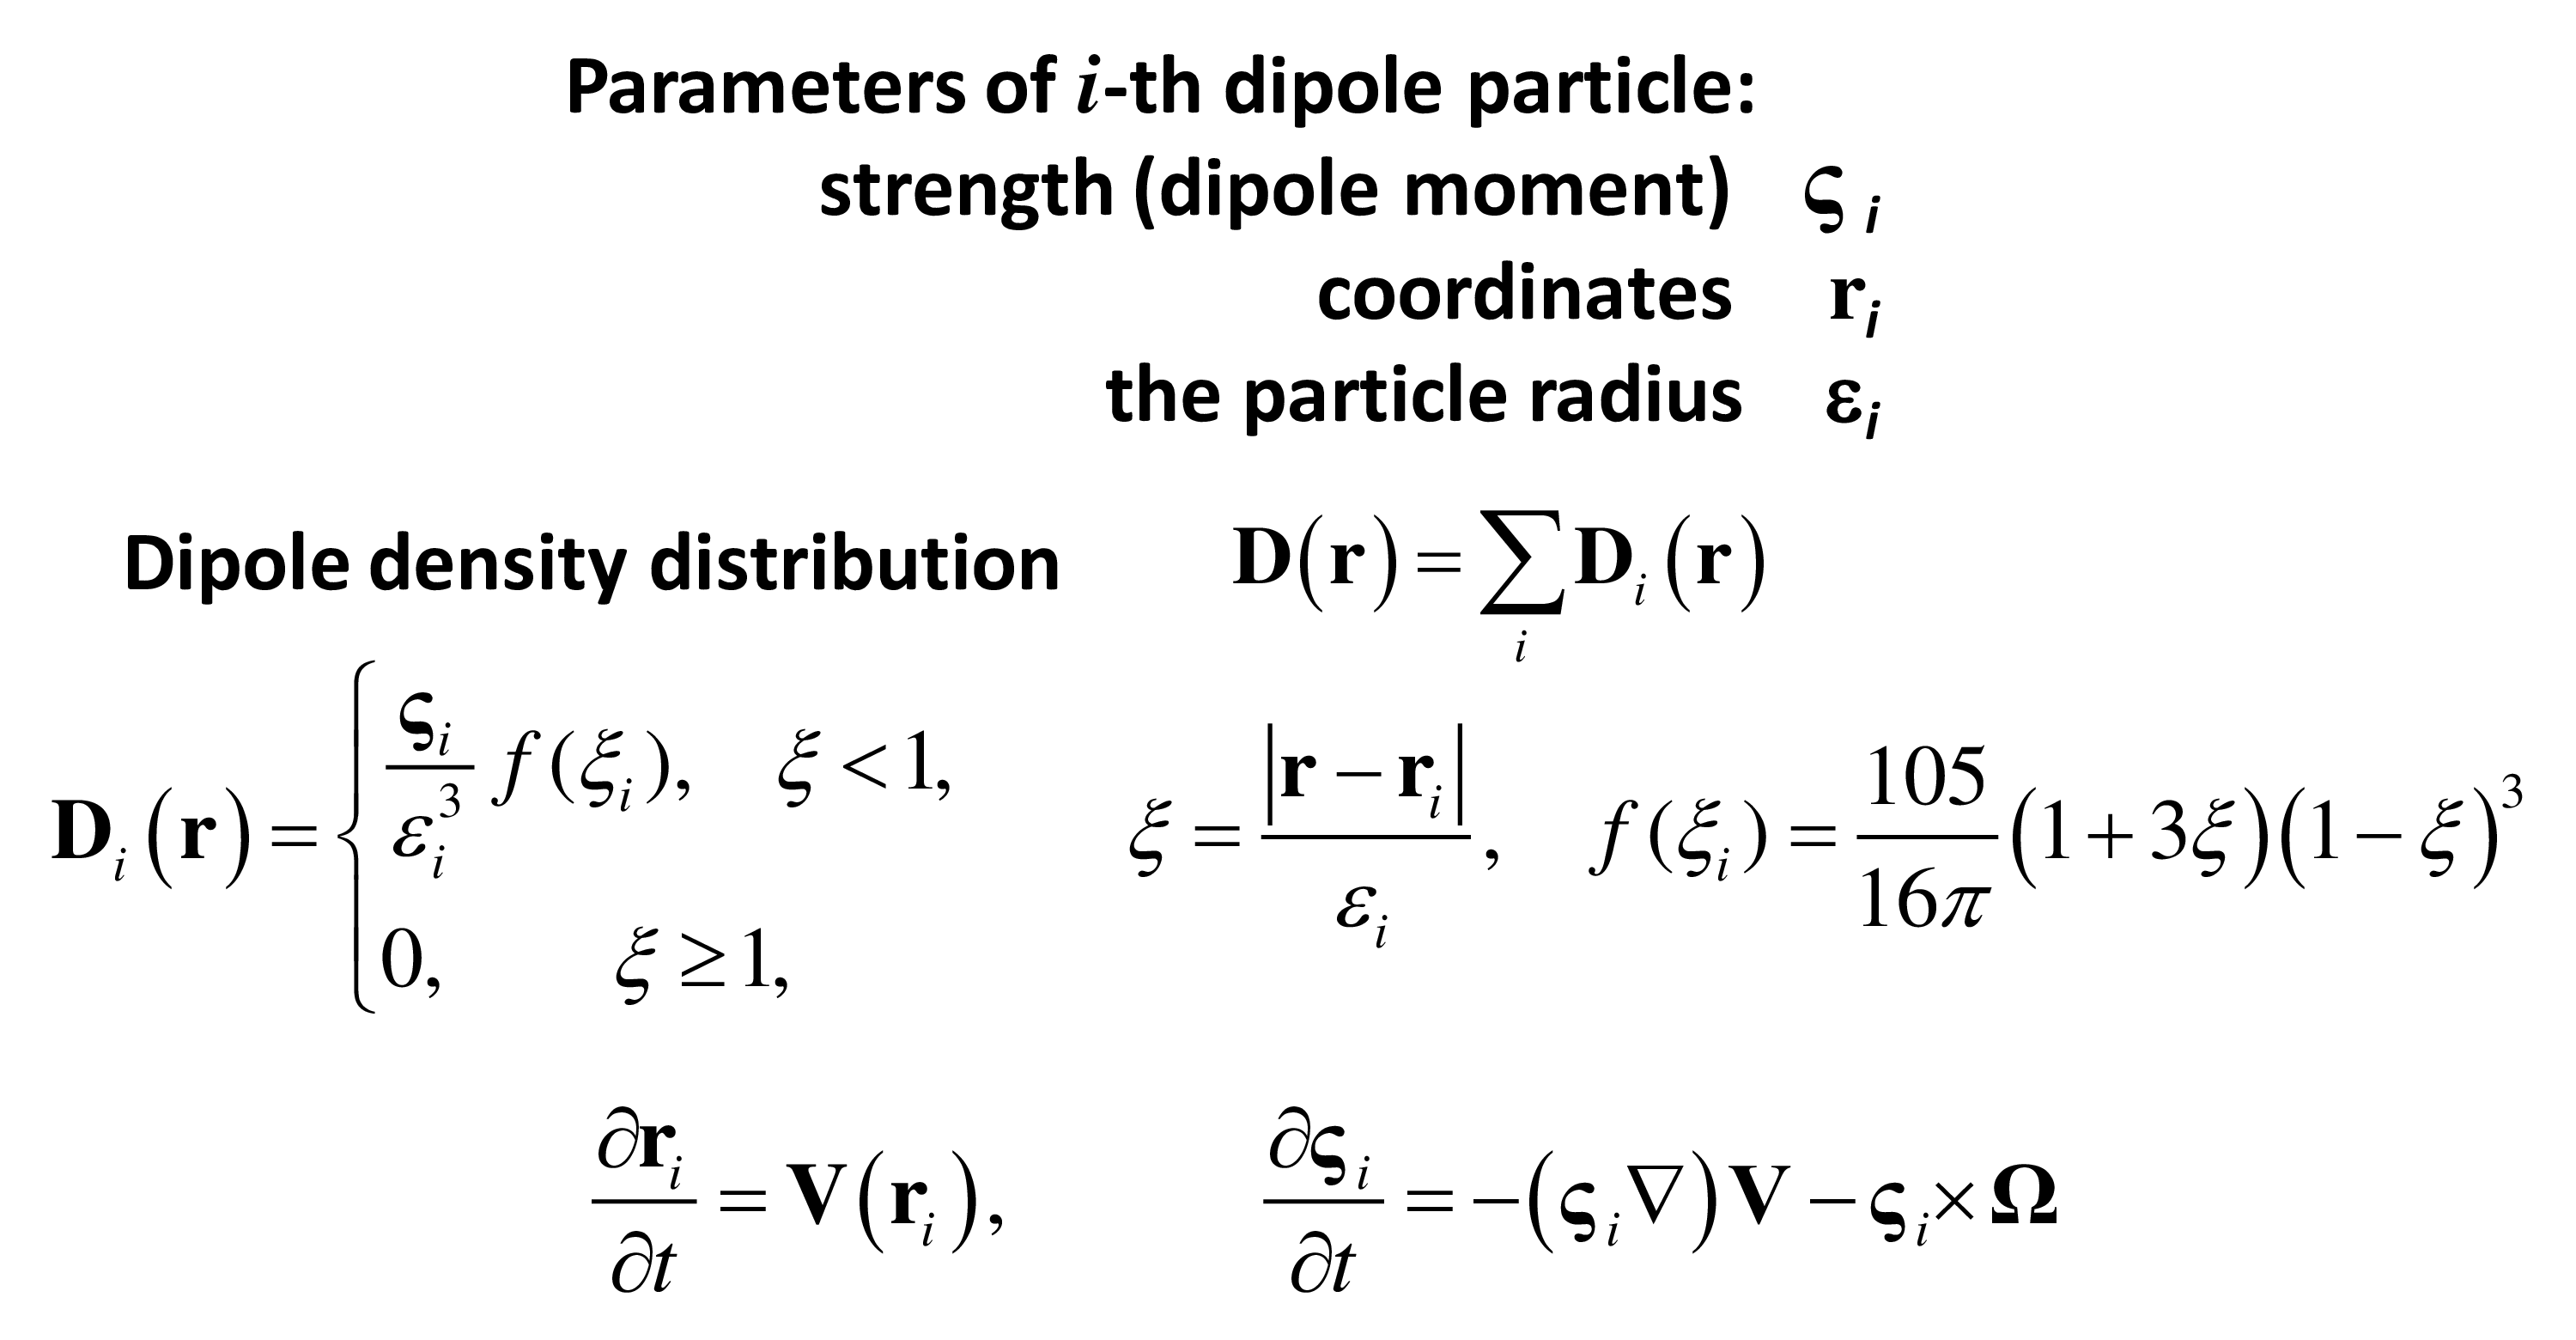 Parameters of i-th dipole particle:
strength (dipole moment) ς_i
coordinates r_i
the particle radius ε_i
Dipole density distribution D(r) = ∑_i D_i(r)
D_i(r) = { ς_i/ε_i^3 f(ξ_i), ξ < 1, 0, ξ ≥ 1, ξ = |r − r_i|/ε_i, f(ξ_i) = 105/16π (1 + 3ξ)(1 − ξ)^3
∂r_i/∂t = V(r_i), ∂ς_i/∂t = −(ς_i∇)V − ς_i × Ω